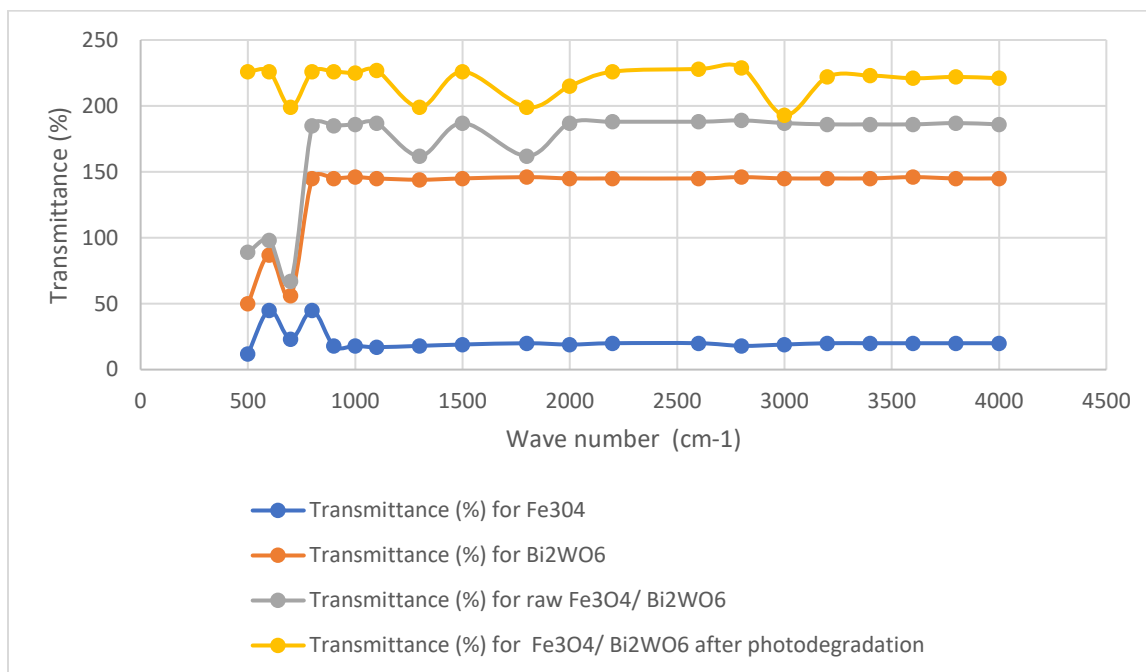 250
200
150
100
50
0
Transmittance (%)
0 500 1000 1500 2000 2500 3000 3500 4000 4500
Wave number (cm-1)
Transmittance (%) for Fe304
Transmittance (%) for Bi2WO6
Transmittance (%) for raw Fe3O4/ Bi2WO6
Transmittance (%) for Fe3O4/ Bi2WO6 after photodegradation